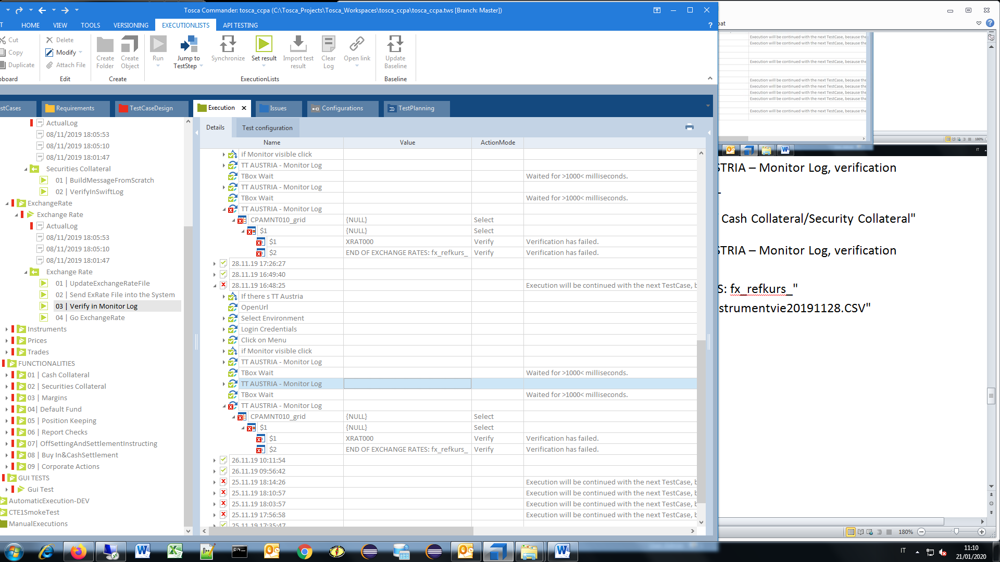 Tosca Commander: tosca_ccpa (C:\Tosca_Projects\Tosca_Workspaces\tosca_ccpa\tosca_ccpa.tws [Branch: Master])
T HOME VIEW TOOLS VERSIONING EXECUTIONLISTS API TESTING ?
Cut
Copy
Duplicate
board
Delete
Modify
Attach File
Edit
Create Folder
Create Object
Create
Run
Jump to TestStep
Synchronize
Set result
Import test result
Clear Log
Open link
ExecutionLists
Update Baseline
Baseline
estCases Requirements TestCaseDesign Execution Issues Configurations TestPlanning
ActualLog
08/11/2019 18:05:53
08/11/2019 18:05:10
08/11/2019 18:01:47
Securities Collateral
01 | BuildMessageFromScratch
02 | VerifyInSwiftLog
ExchangeRate
Exchange Rate
ActualLog
08/11/2019 18:05:53
08/11/2019 18:05:10
08/11/2019 18:01:47
Exchange Rate
01 | UpdateExchangeRateFile
02 | Send ExRate File into the System
03 | Verify in Monitor Log
04 | Go ExchangeRate
Instruments
Prices
Trades
FUNCTIONALITIES
01 | Cash Collateral
02 | Securities Collateral
03 | Margins
04| Default Fund
05 | Position Keeping
06 | Report Checks
07| OffSettingAndSettlementInstructing
08 | Buy In&CashSettlement
09 | Corporate Actions
GUI TESTS
Gui Test
AutomaticExecution-DEV
CTE1SmokeTest
ManualExecutions
Details Test configuration
Name Value ActionMode
if Monitor visible click
TT AUSTRIA - Monitor Log
TBox Wait Waited for >1000< milliseconds.
TT AUSTRIA - Monitor Log
TBox Wait Waited for >1000< milliseconds.
TT AUSTRIA - Monitor Log
CPAMNT010_grid {NULL} Select
$1 {NULL} Select
$1 XRAT000 Verify Verification has failed.
$2 END OF EXCHANGE RATES: fx_refkurs_ Verify Verification has failed.
28.11.19 17:26:27
28.11.19 16:49:40
28.11.19 16:48:25 Execution will be continued with the next TestCase, b
If there s TT Austria
OpenUrl
Select Environment
Login Credentials
Click on Menu
if Monitor visible click
TT AUSTRIA - Monitor Log
TBox Wait Waited for >1000< milliseconds.
TT AUSTRIA - Monitor Log
TBox Wait Waited for >1000< milliseconds.
TT AUSTRIA - Monitor Log
CPAMNT010_grid {NULL} Select
$1 {NULL} Select
$1 XRAT000 Verify Verification has failed.
$2 END OF EXCHANGE RATES: fx_refkurs_ Verify Verification has failed.
26.11.19 10:11:54
26.11.19 09:56:42
25.11.19 18:14:26 Execution will be continued with the next TestCase, b
25.11.19 18:10:57 Execution will be continued with the next TestCase, b
25.11.19 18:03:57 Execution will be continued with the next TestCase, b
25.11.19 17:56:58 Execution will be continued with the next TestCase, b
25.11.19 17:35:47
bat
Execution will be continued with the next TestCase, because the
Execution will be continued with the next TestCase, because the
Execution will be continued with the next TestCase, because the
Execution will be continued with the next TestCase, because the
Execution will be continued with the next TestCase, because the
Execution will be continued with the next TestCase, because the
Execution will be continued with the next TestCase, because the
Execution will be continued with the next TestCase, because the
180%
IT
STRIA – Monitor Log, verification
Cash Collateral/Security Collateral"
STRIA – Monitor Log, verification
S: fx_refkurs_"
strumentvie20191128.CSV"
180%
IT
11:10
21/01/2020